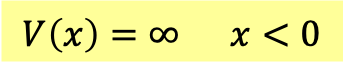 V(x) = ∞ x < 0